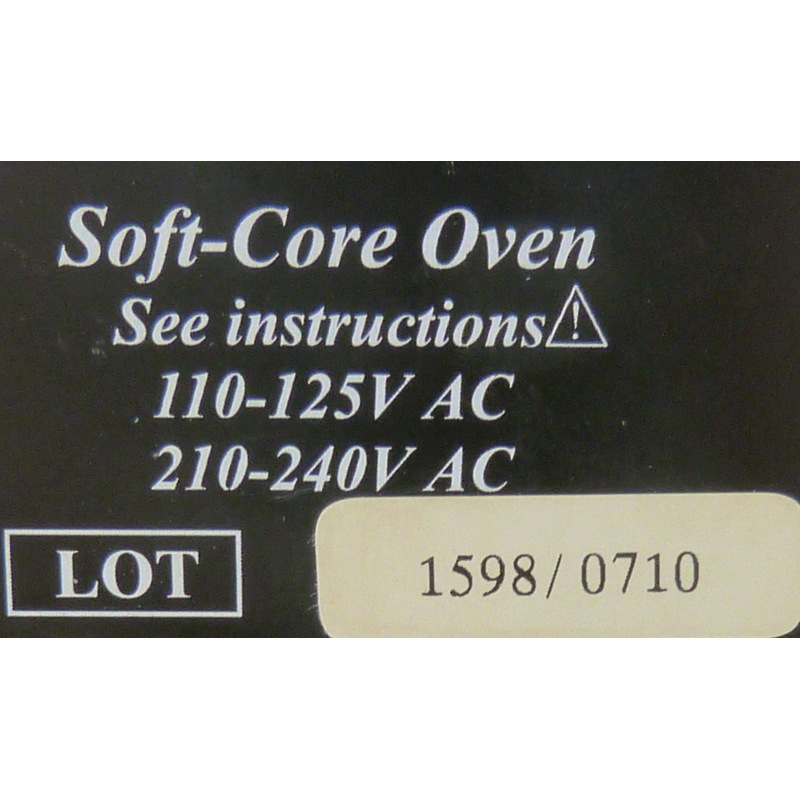 Soft-Core Oven
See instructions
110-125V AC
210-240V AC
LOT
1598/ 0710